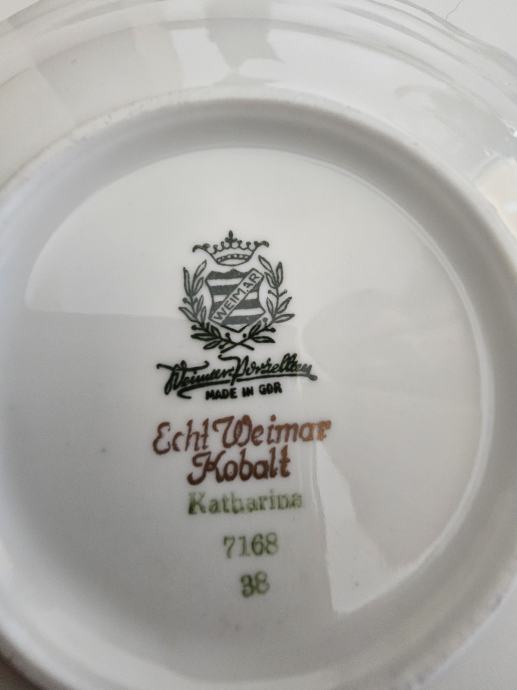 WEIMAR
Weimar Porzellan
MADE IN GDR
Echt Weimar
Kobalt
Katharina
7168
38